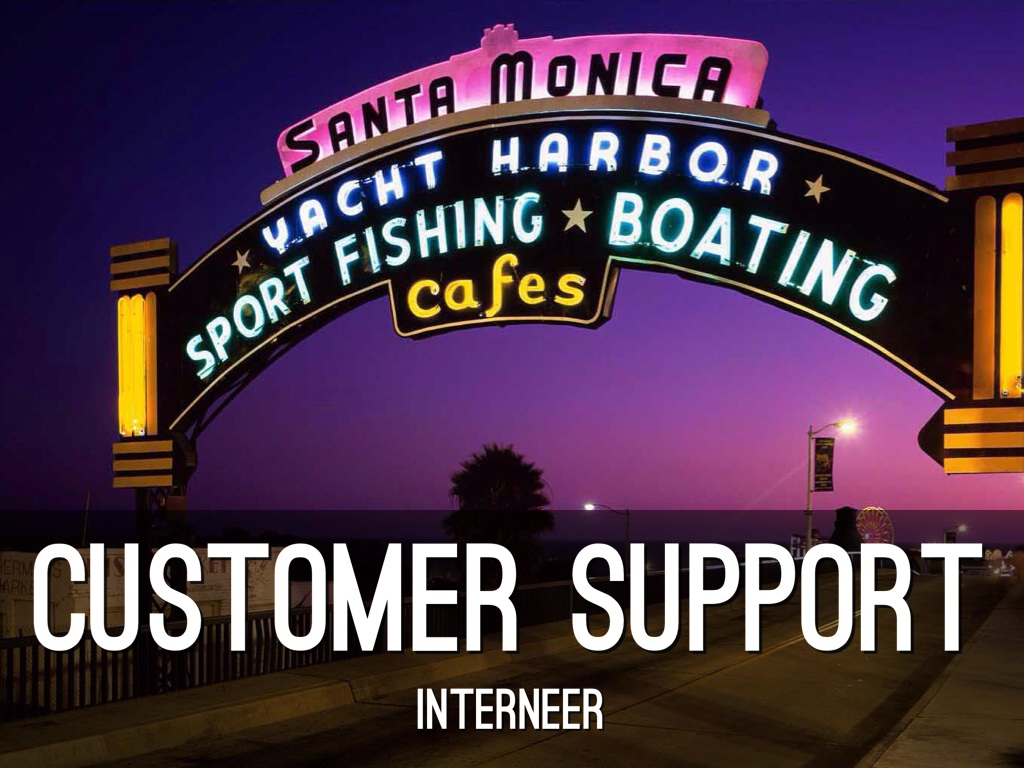 SANTA MONICA
YACHT HARBOR
SPORT FISHING ★ BOATING
cafes
CUSTOMER SUPPORT
INTERNEER